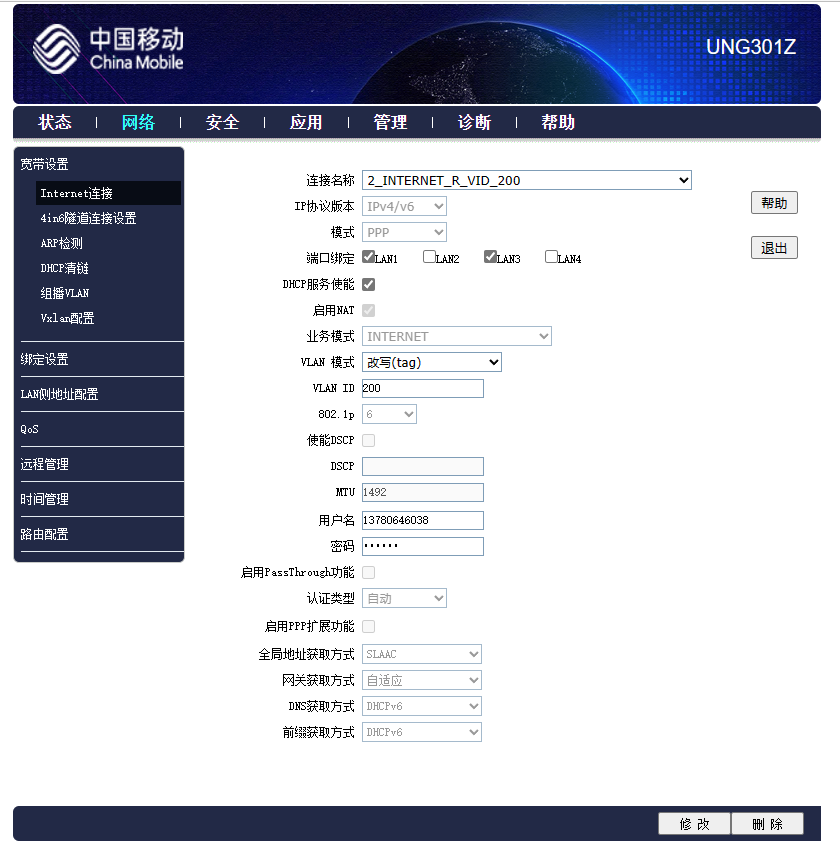 中国移动
China Mobile
UNG301Z
状态 | 网络 | 安全 | 应用 | 管理 | 诊断 | 帮助
宽带设置
Internet连接
4in6隧道连接设置
ARP检测
DHCP清链
组播VLAN
Vxlan配置
绑定设置
LAN侧地址配置
QoS
远程管理
时间管理
路由配置
连接名称 2_INTERNET_R_VID_200
IP协议版本 IPv4/v6
模式 PPP
端口绑定 LAN1 LAN2 LAN3 LAN4
DHCP服务使能
启用NAT
业务模式 INTERNET
VLAN 模式 改写(tag)
VLAN ID 200
802.1p 6
使能DSCP
DSCP
MTU 1492
用户名 13780646038
密码 ······
启用PassThrough功能
认证类型 自动
启用PPP扩展功能
全局地址获取方式 SLAAC
网关获取方式 自适应
DNS获取方式 DHCPv6
前缀获取方式 DHCPv6
帮助
退出
修 改 删 除